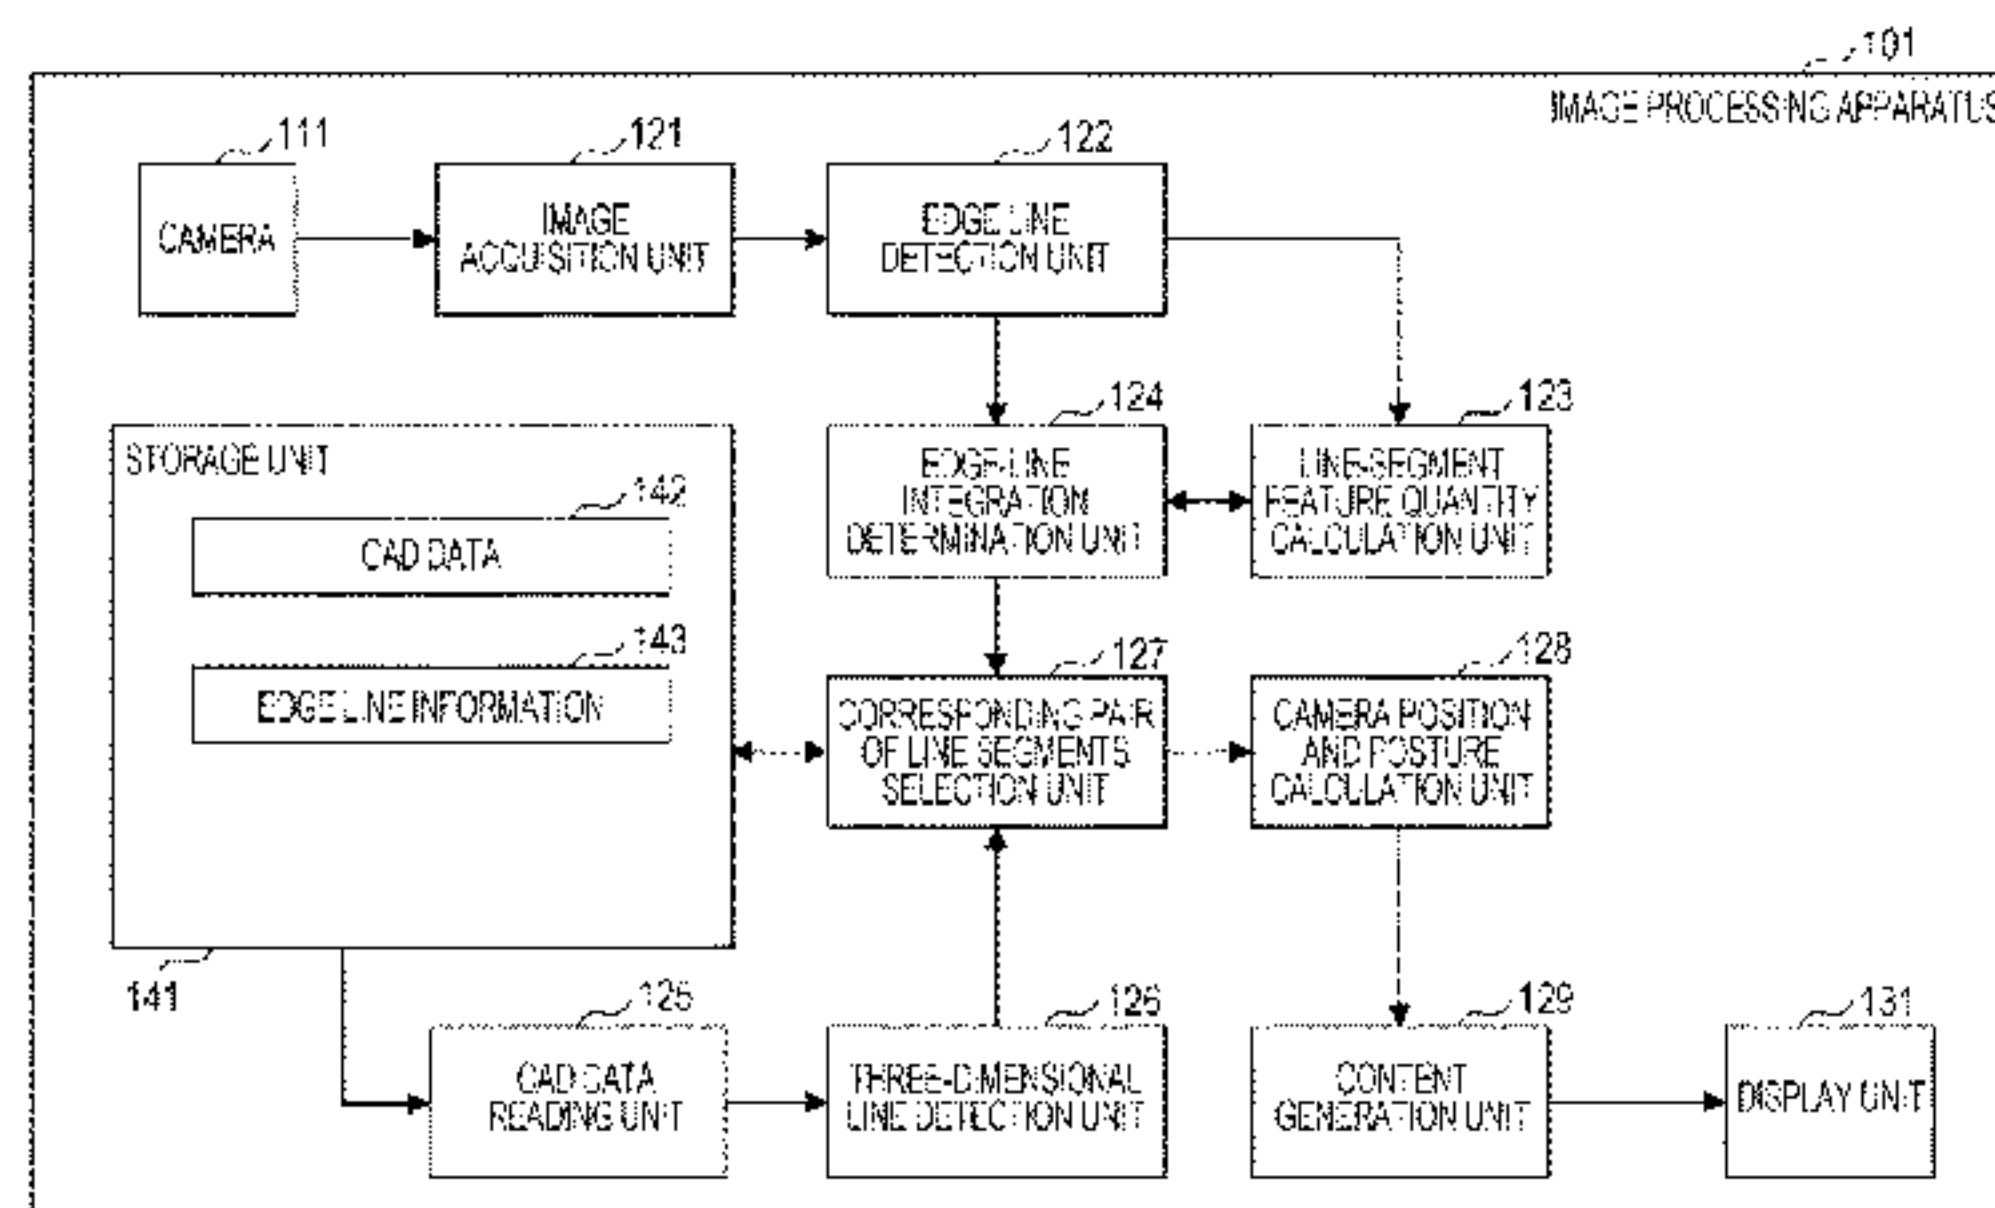 101
IMAGE PROCESSING APPARATUS
111
121
122
CAMERA
IMAGE
ACQUISITION UNIT
EDGE LINE
DETECTION UNIT
124
123
STORAGE UNIT
142
CAD DATA
143
EDGE LINE INFORMATION
EDGE-LINE
INTEGRATION
DETERMINATION UNIT
LINE-SEGMENT
FEATURE QUANTITY
CALCULATION UNIT
127
128
CORRESPONDING PAIR
OF LINE SEGMENTS
SELECTION UNIT
CAMERA POSITION
AND POSTURE
CALCULATION UNIT
141
125
126
129
131
CAD DATA
READING UNIT
THREE-DIMENSIONAL
LINE DETECTION UNIT
CONTENT
GENERATION UNIT
DISPLAY UNIT